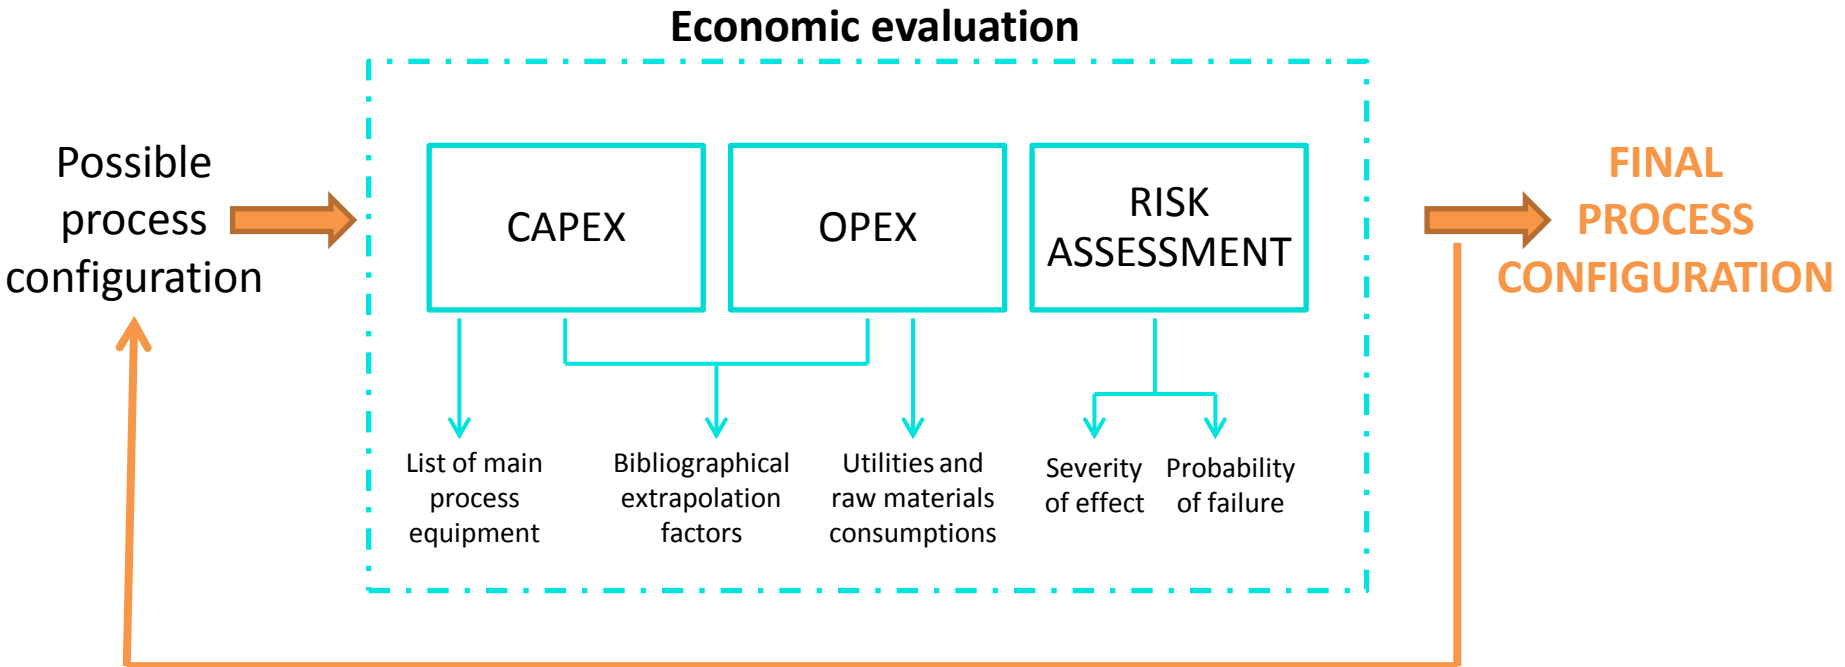 Economic evaluation
Possible
process
configuration
CAPEX
OPEX
RISK
ASSESSMENT
FINAL
PROCESS
CONFIGURATION
List of main
process
equipment
Bibliographical
extrapolation
factors
Utilities and
raw materials
consumptions
Severity
of effect
Probability
of failure